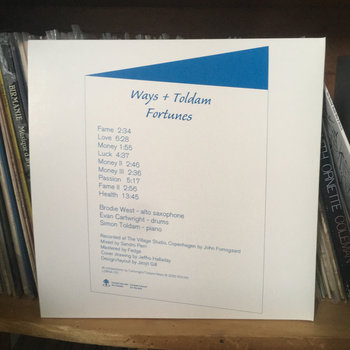 Ways + Toldam
Fortunes
Fame 2:34
Love 6:28
Money 1:55
Luck 4:37
Money II 2:46
Money III 2:36
Passion 5:17
Fame II 2:56
Health 13:45
Brodie West - alto saxophone
Evan Cartwright - drums
Simon Toldam - piano
Recorded at The Village Studio, Copenhagen by John Fomsgaard
Mixed by Sandro Perri
Mastered by Fedge
Cover drawing by Jeffro Halladay
Design/layout by Jesjit Gill
BIRMANIE
ORNETTE COLEMAN